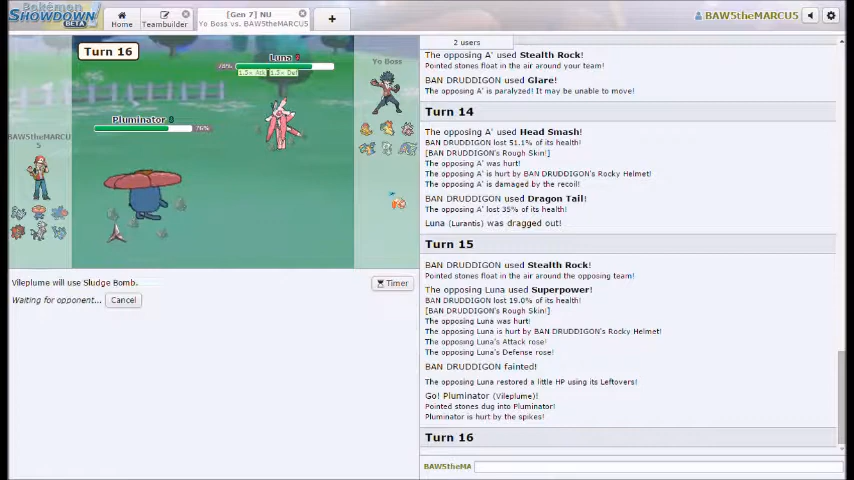 Pokémon
SHOWDOWN
BETA
Home
Teambuilder
[Gen 7] NU
Yo Boss vs. BAW5theMARCUS
+
BAW5theMARCU5
2 users
Turn 16
Luna
78%
1.5× Atk 1.5× Def
Pluminator
76%
Yo Boss
BAW5theMARCU
5
Vileplume will use Sludge Bomb.
Waiting for opponent...
Cancel
Timer
The opposing A' used Stealth Rock!
Pointed stones float in the air around your team!
BAN DRUDDIGON used Glare!
The opposing A' is paralyzed! It may be unable to move!
Turn 14
The opposing A' used Head Smash!
BAN DRUDDIGON lost 51.1% of its health!
[BAN DRUDDIGON's Rough Skin!]
The opposing A' was hurt!
The opposing A' is hurt by BAN DRUDDIGON's Rocky Helmet!
The opposing A' is damaged by the recoil!
BAN DRUDDIGON used Dragon Tail!
The opposing A' lost 35% of its health!
Luna (Lurantis) was dragged out!
Turn 15
BAN DRUDDIGON used Stealth Rock!
Pointed stones float in the air around the opposing team!
The opposing Luna used Superpower!
BAN DRUDDIGON lost 19.0% of its health!
[BAN DRUDDIGON's Rough Skin!]
The opposing Luna was hurt!
The opposing Luna is hurt by BAN DRUDDIGON's Rocky Helmet!
The opposing Luna's Attack rose!
The opposing Luna's Defense rose!
BAN DRUDDIGON fainted!
The opposing Luna restored a little HP using its Leftovers!
Go! Pluminator (Vileplume)!
Pointed stones dug into Pluminator!
Pluminator is hurt by the spikes!
Turn 16
BAW5theMA